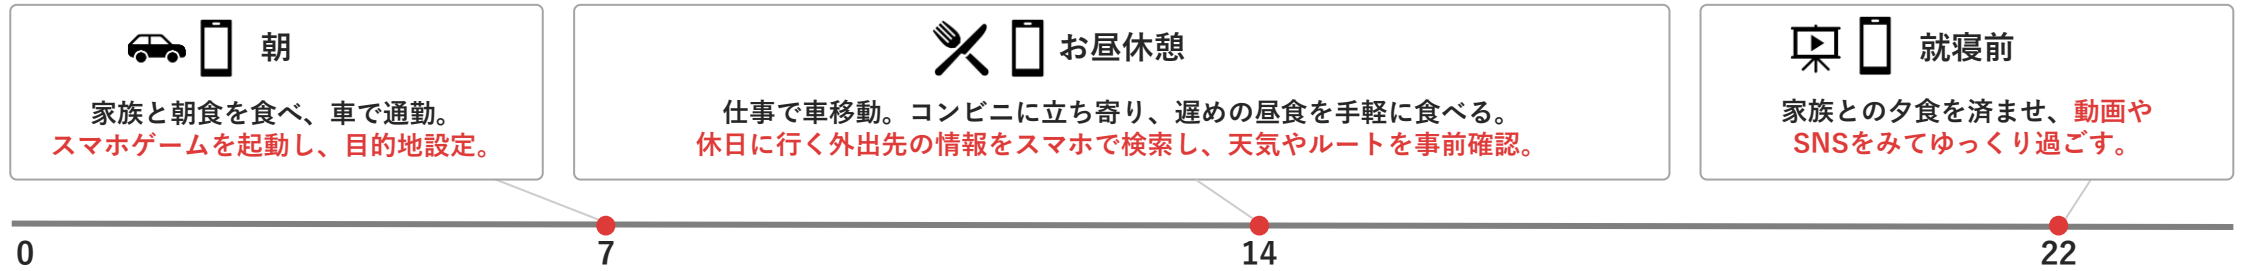 朝
家族と朝食を食べ、車で通勤。
スマホゲームを起動し、目的地設定。
お昼休憩
仕事で車移動。コンビニに立ち寄り、遅めの昼食を手軽に食べる。
休日に行く外出先の情報をスマホで検索し、天気やルートを事前確認。
就寝前
家族との夕食を済ませ、動画や
SNSをみてゆっくり過ごす。
0
7
14
22